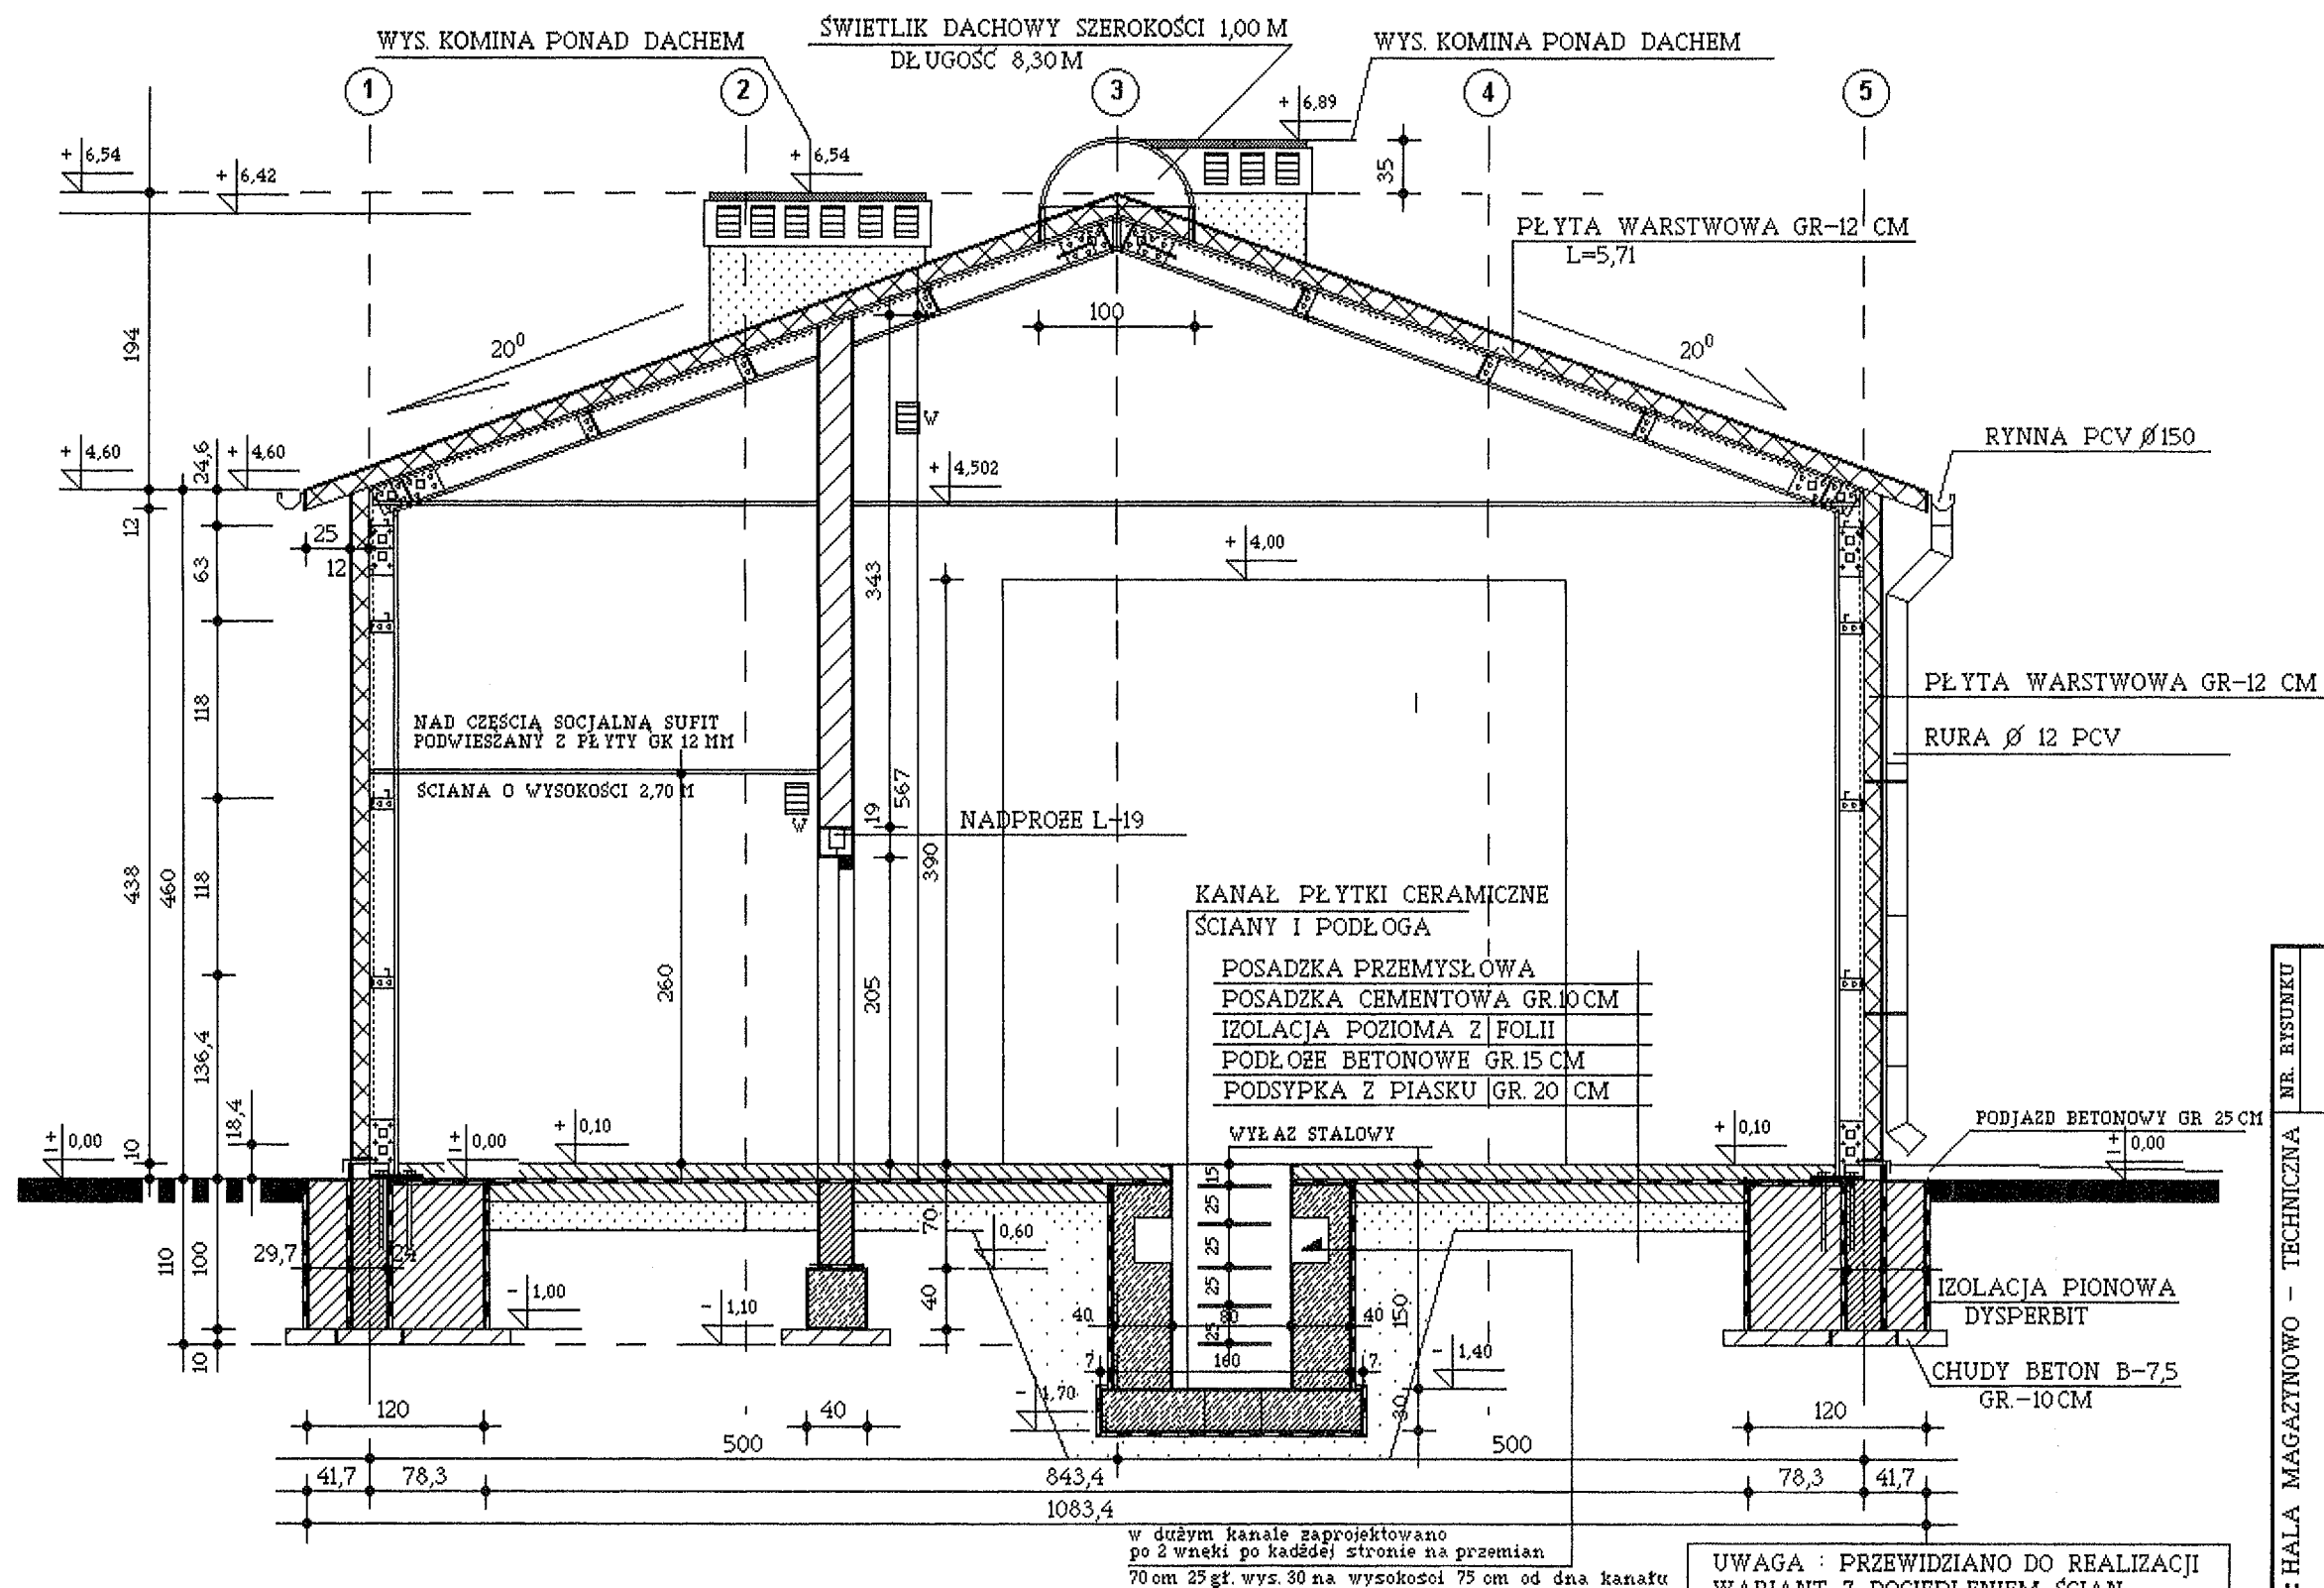 ŚWIETLIK DACHOWY SZEROKOŚCI 1,00 M
DŁUGOŚĆ 8,30 M
WYS. KOMINA PONAD DACHEM
WYS. KOMINA PONAD DACHEM
1
2
3
4
5
+ 6,89
+ 6,54
+ 6,42
+ 6,54
35
PŁYTA WARSTWOWA GR-12 CM
L=5,71
100
194
20⁰
20⁰
W
RYNNA PCV Ø150
+ 4,60
24,6
+ 4,60
+ 4,502
12
25
12
63
343
+ 4,00
118
NAD CZĘŚCIĄ SOCJALNĄ SUFIT
PODWIESZANY Z PŁYTY GK 12 MM
ŚCIANA O WYSOKOŚCI 2,70 M
W
PŁYTA WARSTWOWA GR-12 CM
RURA Ø 12 PCV
567
19
NADPROŻE L-19
438
460
118
390
260
205
KANAŁ PŁYTKI CERAMICZNE
ŚCIANY I PODŁOGA
POSADZKA PRZEMYSŁOWA
POSADZKA CEMENTOWA GR.10 CM
IZOLACJA POZIOMA Z FOLII
PODŁOŻE BETONOWE GR.15 CM
PODSYPKA Z PIASKU GR. 20 CM
136,4
18,4
10
± 0,00
± 0,00
+ 0,10
WYŁAZ STALOWY
+ 0,10
PODJAZD BETONOWY GR 25 CM
± 0,00
15
25
25
25
25
110
100
10
29,7
24
70
40
0,60
- 1,00
- 1,10
40
80
40
150
7
160
7
- 1,40
- 1,70
30
IZOLACJA PIONOWA
DYSPERBIT
CHUDY BETON B-7,5
GR.-10 CM
120
40
120
500
500
41,7
78,3
843,4
78,3
41,7
1083,4
w dużym kanale zaprojektowano
po 2 wnęki po kadżdej stronie na przemian
70 cm 25 gł. wys. 30 na wysokości 75 cm od dna kanału
UWAGA : PRZEWIDZIANO DO REALIZACJI
WARIANT Z DOCIEPLENIEM ŚCIAN
NR. RYSUNKU
: HALA MAGAZYNOWO - TECHNICZNA